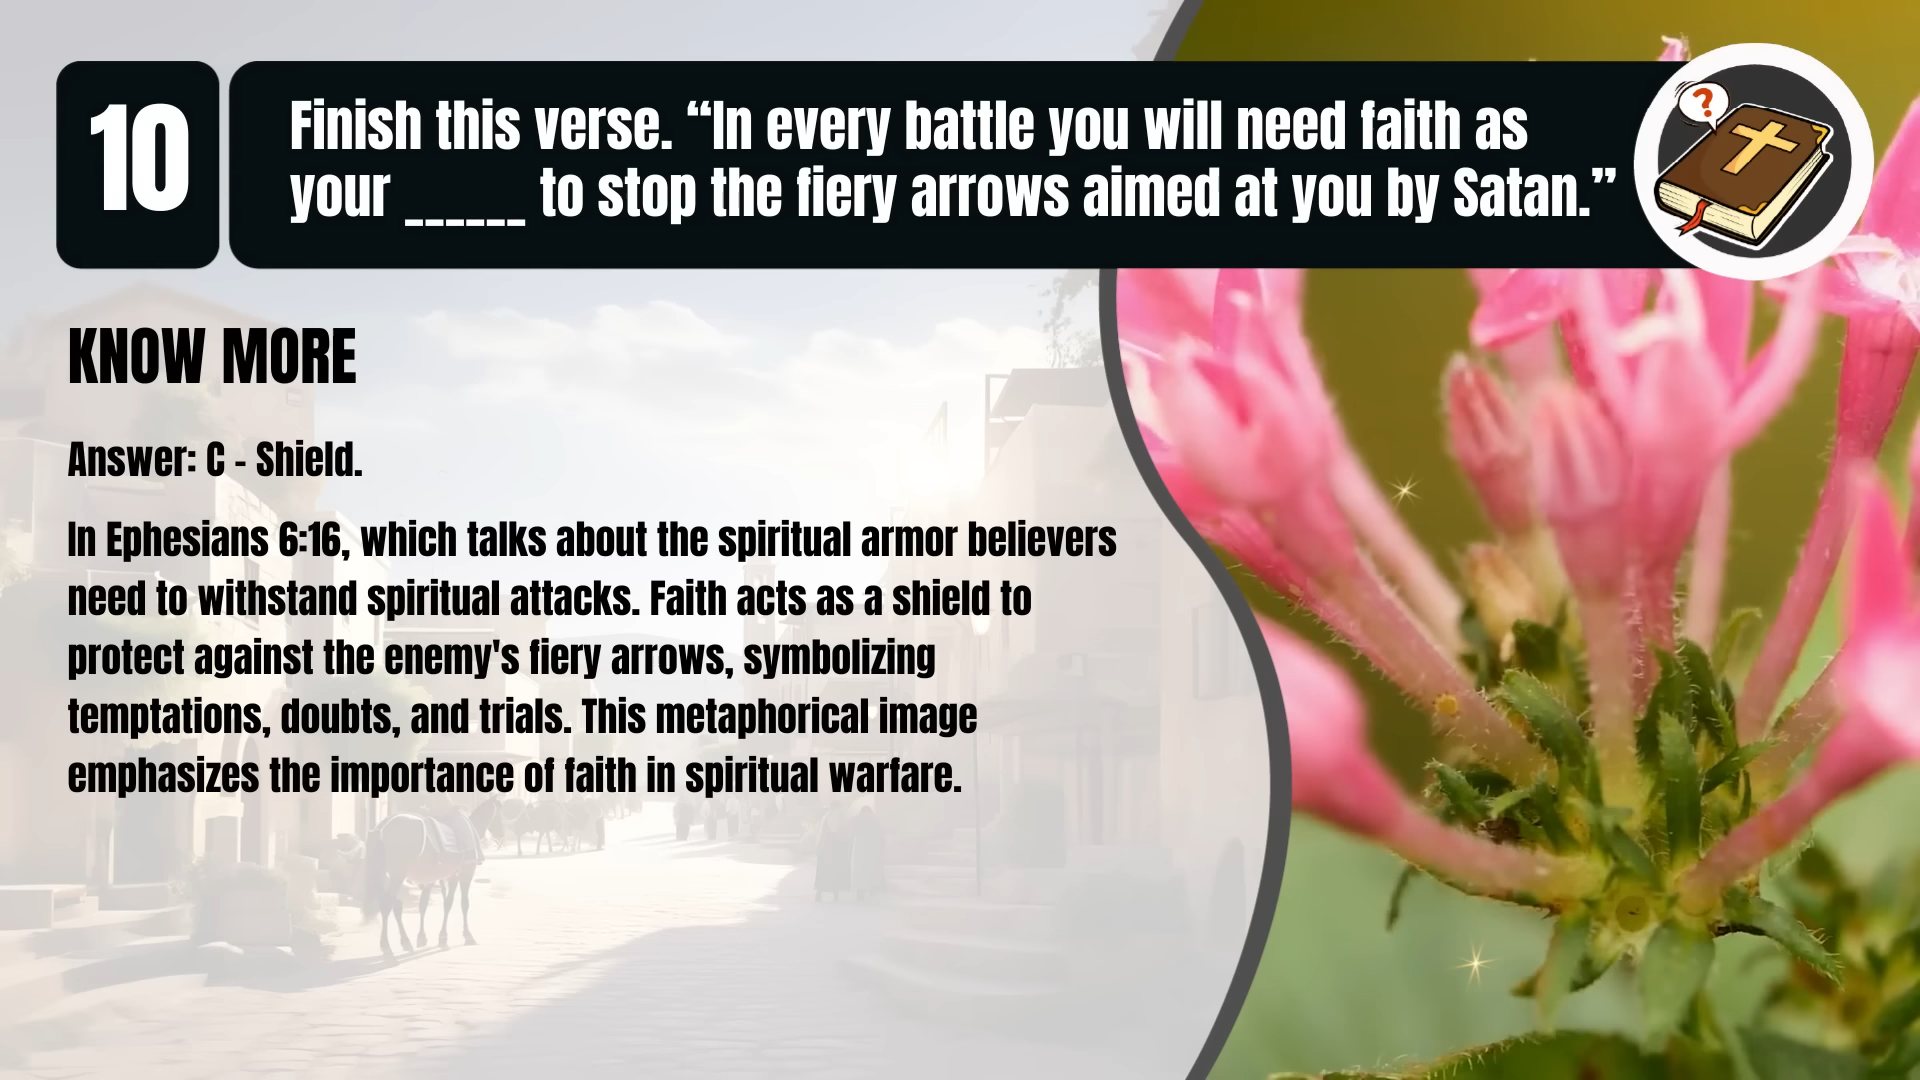 10
Finish this verse. “In every battle you will need faith as
your ______ to stop the fiery arrows aimed at you by Satan.”
?
KNOW MORE
Answer: C - Shield.
In Ephesians 6:16, which talks about the spiritual armor believers
need to withstand spiritual attacks. Faith acts as a shield to
protect against the enemy's fiery arrows, symbolizing
temptations, doubts, and trials. This metaphorical image
emphasizes the importance of faith in spiritual warfare.